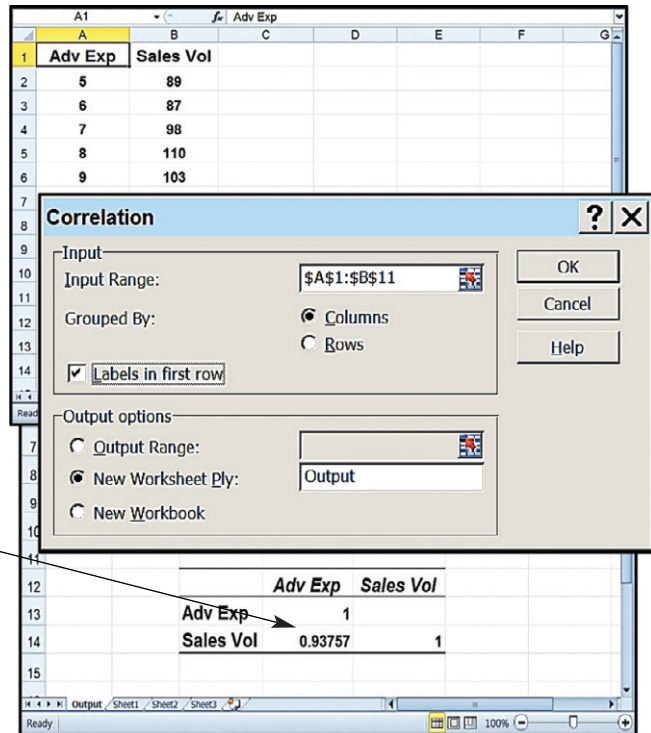 A1 fx Adv Exp
A B C D E F G
1 Adv Exp Sales Vol
2 5 89
3 6 87
4 7 98
5 8 110
6 9 103
7
8
9
10
11
12
13
14
Correlation ? X
Input
Input Range: $A$1:$B$11
Grouped By: Columns
Rows
Labels in first row
OK
Cancel
Help
Read
Output options
Output Range:
New Worksheet Ply: Output
New Workbook
7
8
9
10
11
12 Adv Exp Sales Vol
13 Adv Exp 1
14 Sales Vol 0.93757 1
15
Output Sheet1 Sheet2 Sheet3
Ready 100%